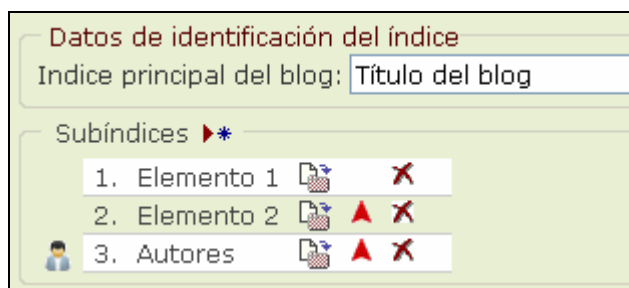 Datos de identificación del índice
Indice principal del blog: Título del blog
Subíndices
1. Elemento 1
2. Elemento 2
3. Autores